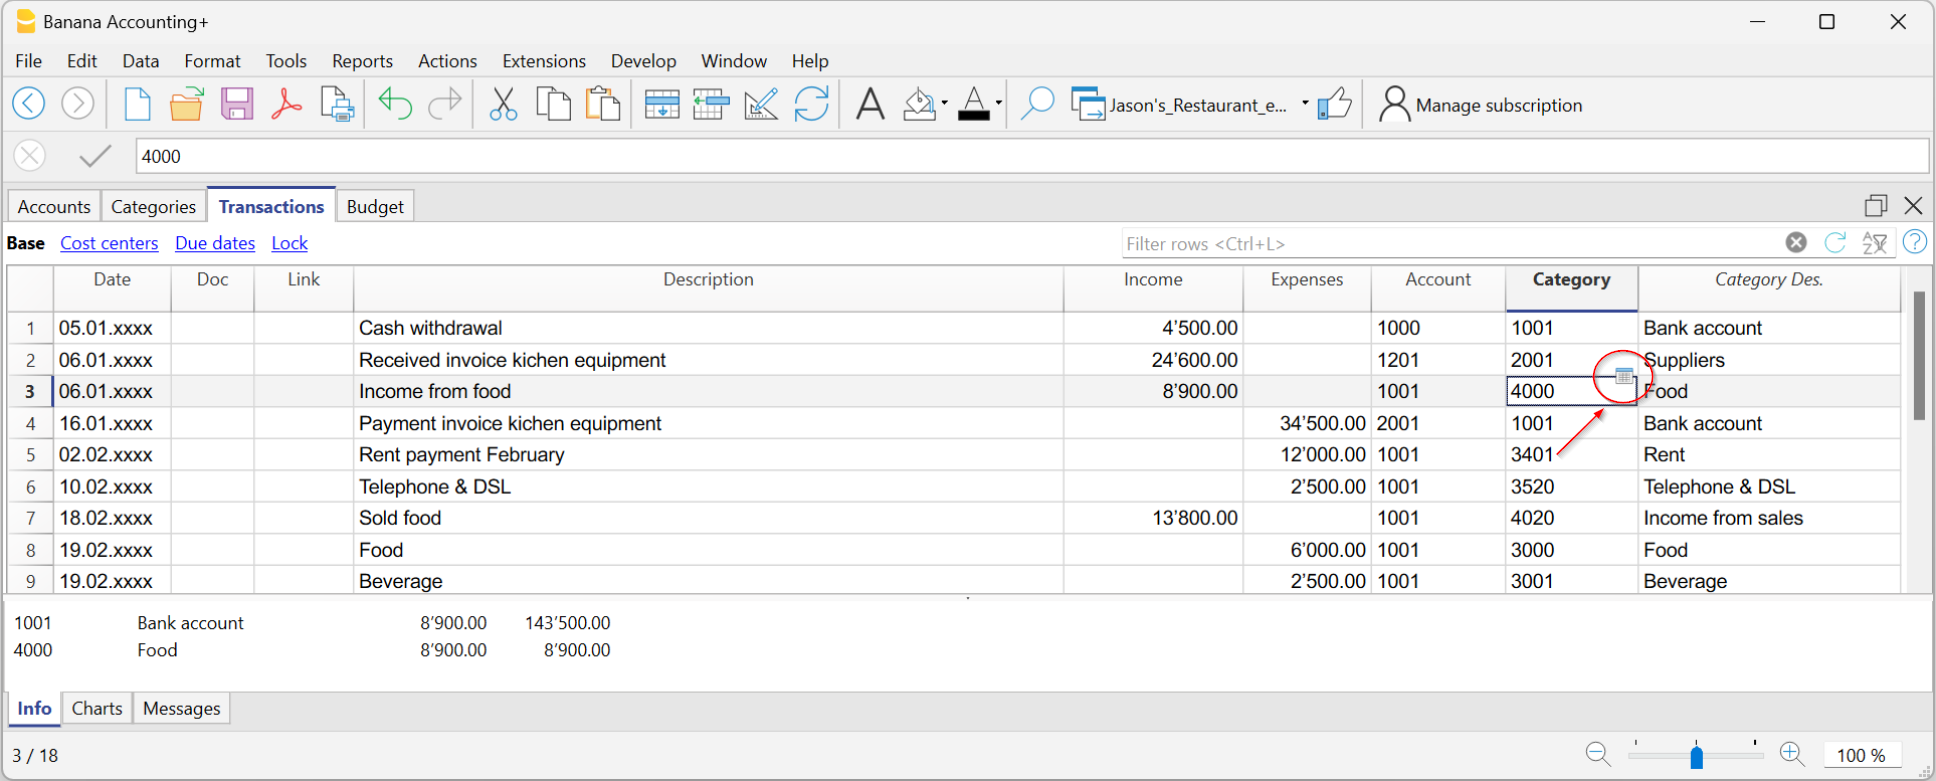 Banana Accounting+
File Edit Data Format Tools Reports Actions Extensions Develop Window Help
Jason's_Restaurant_e... Manage subscription
4000
Accounts Categories Transactions Budget
Base Cost centers Due dates Lock Filter rows <Ctrl+L>
Date Doc Link Description Income Expenses Account Category Category Des.
1 05.01.xxxx Cash withdrawal 4'500.00 1000 1001 Bank account
2 06.01.xxxx Received invoice kichen equipment 24'600.00 1201 2001 Suppliers
3 06.01.xxxx Income from food 8'900.00 1001 4000 Food
4 16.01.xxxx Payment invoice kichen equipment 34'500.00 2001 1001 Bank account
5 02.02.xxxx Rent payment February 12'000.00 1001 3401 Rent
6 10.02.xxxx Telephone & DSL 2'500.00 1001 3520 Telephone & DSL
7 18.02.xxxx Sold food 13'800.00 1001 4020 Income from sales
8 19.02.xxxx Food 6'000.00 1001 3000 Food
9 19.02.xxxx Beverage 2'500.00 1001 3001 Beverage
1001 Bank account 8'900.00 143'500.00
4000 Food 8'900.00 8'900.00
Info Charts Messages
3 / 18 100 %